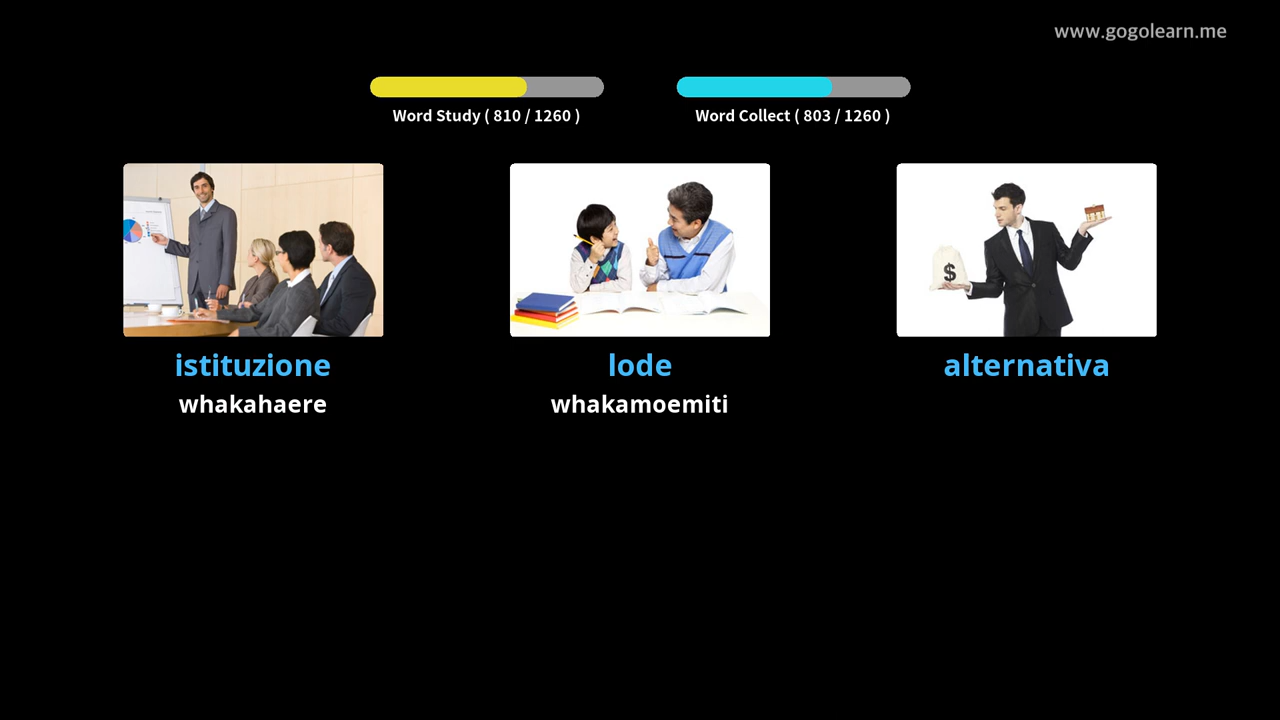 www.gogolearn.me
Word Study ( 810 / 1260 )
Word Collect ( 803 / 1260 )
istituzione
lode
alternativa
whakahaere
whakamoemiti
$